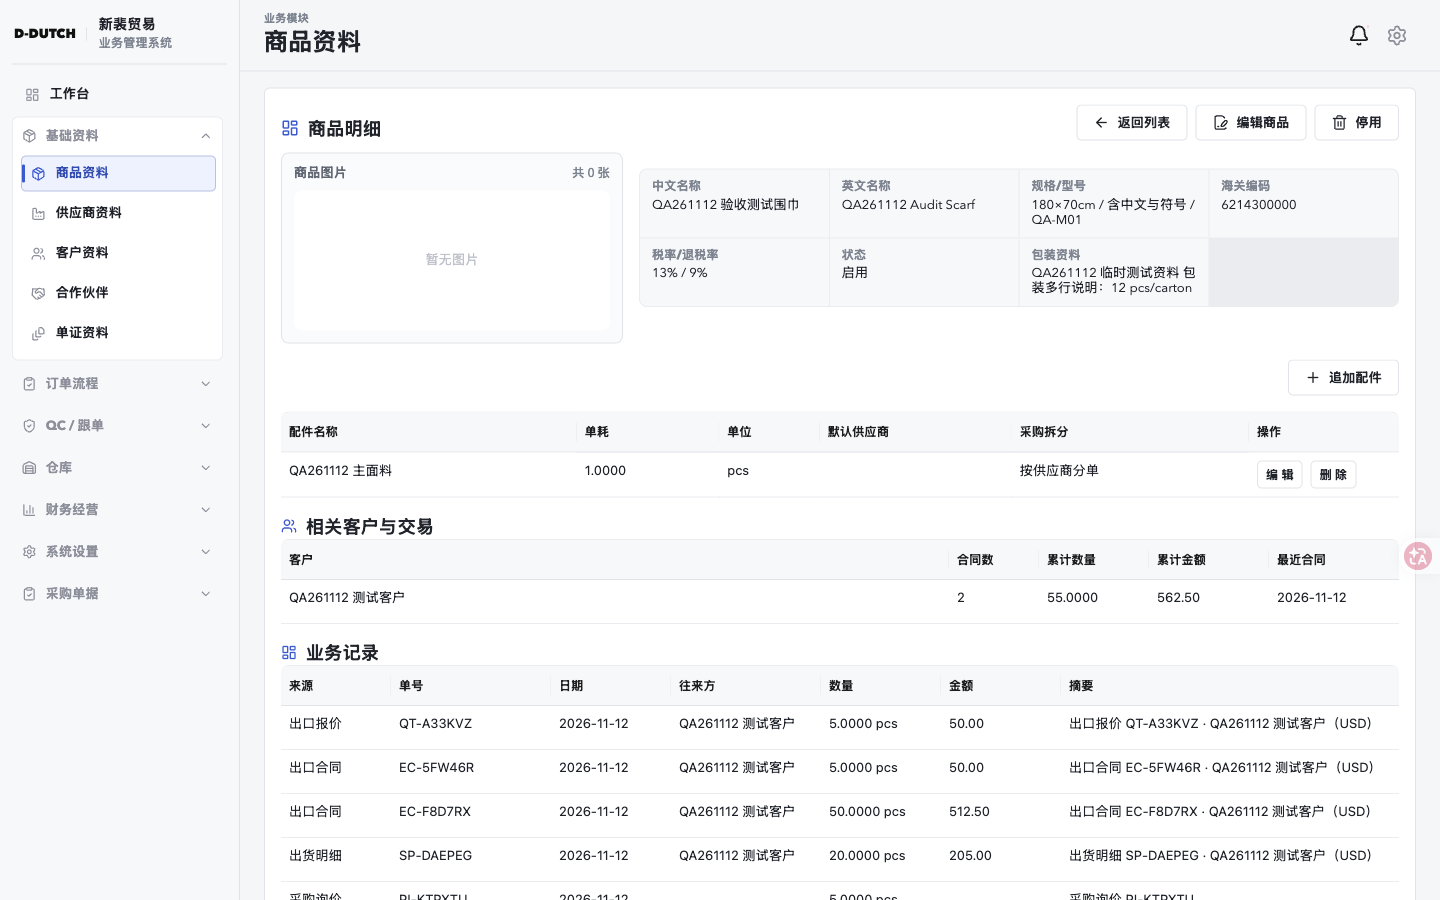 D-DUTCH
新裴贸易
业务管理系统
工作台
基础资料
商品资料
供应商资料
客户资料
合作伙伴
单证资料
订单流程
QC / 跟单
仓库
财务经营
系统设置
采购单据
业务模块
商品资料
商品明细
返回列表
编辑商品
停用
商品图片
共 0 张
暂无图片
中文名称
QA261112 验收测试围巾
英文名称
QA261112 Audit Scarf
规格/型号
180×70cm / 含中文与符号 /
QA-M01
海关编码
6214300000
税率/退税率
13% / 9%
状态
启用
包装资料
QA261112 临时测试资料 包
装多行说明：12 pcs/carton
追加配件
配件名称 单耗 单位 默认供应商 采购拆分 操作
QA261112 主面料 1.0000 pcs 按供应商分单 编 辑 删 除
相关客户与交易
客户 合同数 累计数量 累计金额 最近合同
QA261112 测试客户 2 55.0000 562.50 2026-11-12
业务记录
来源 单号 日期 往来方 数量 金额 摘要
出口报价 QT-A33KVZ 2026-11-12 QA261112 测试客户 5.0000 pcs 50.00 出口报价 QT-A33KVZ · QA261112 测试客户（USD）
出口合同 EC-5FW46R 2026-11-12 QA261112 测试客户 5.0000 pcs 50.00 出口合同 EC-5FW46R · QA261112 测试客户（USD）
出口合同 EC-F8D7RX 2026-11-12 QA261112 测试客户 50.0000 pcs 512.50 出口合同 EC-F8D7RX · QA261112 测试客户（USD）
出货明细 SP-DAEPEG 2026-11-12 QA261112 测试客户 20.0000 pcs 205.00 出货明细 SP-DAEPEG · QA261112 测试客户（USD）
采购询价 2026-11-12 5.0000 pcs 采购询价